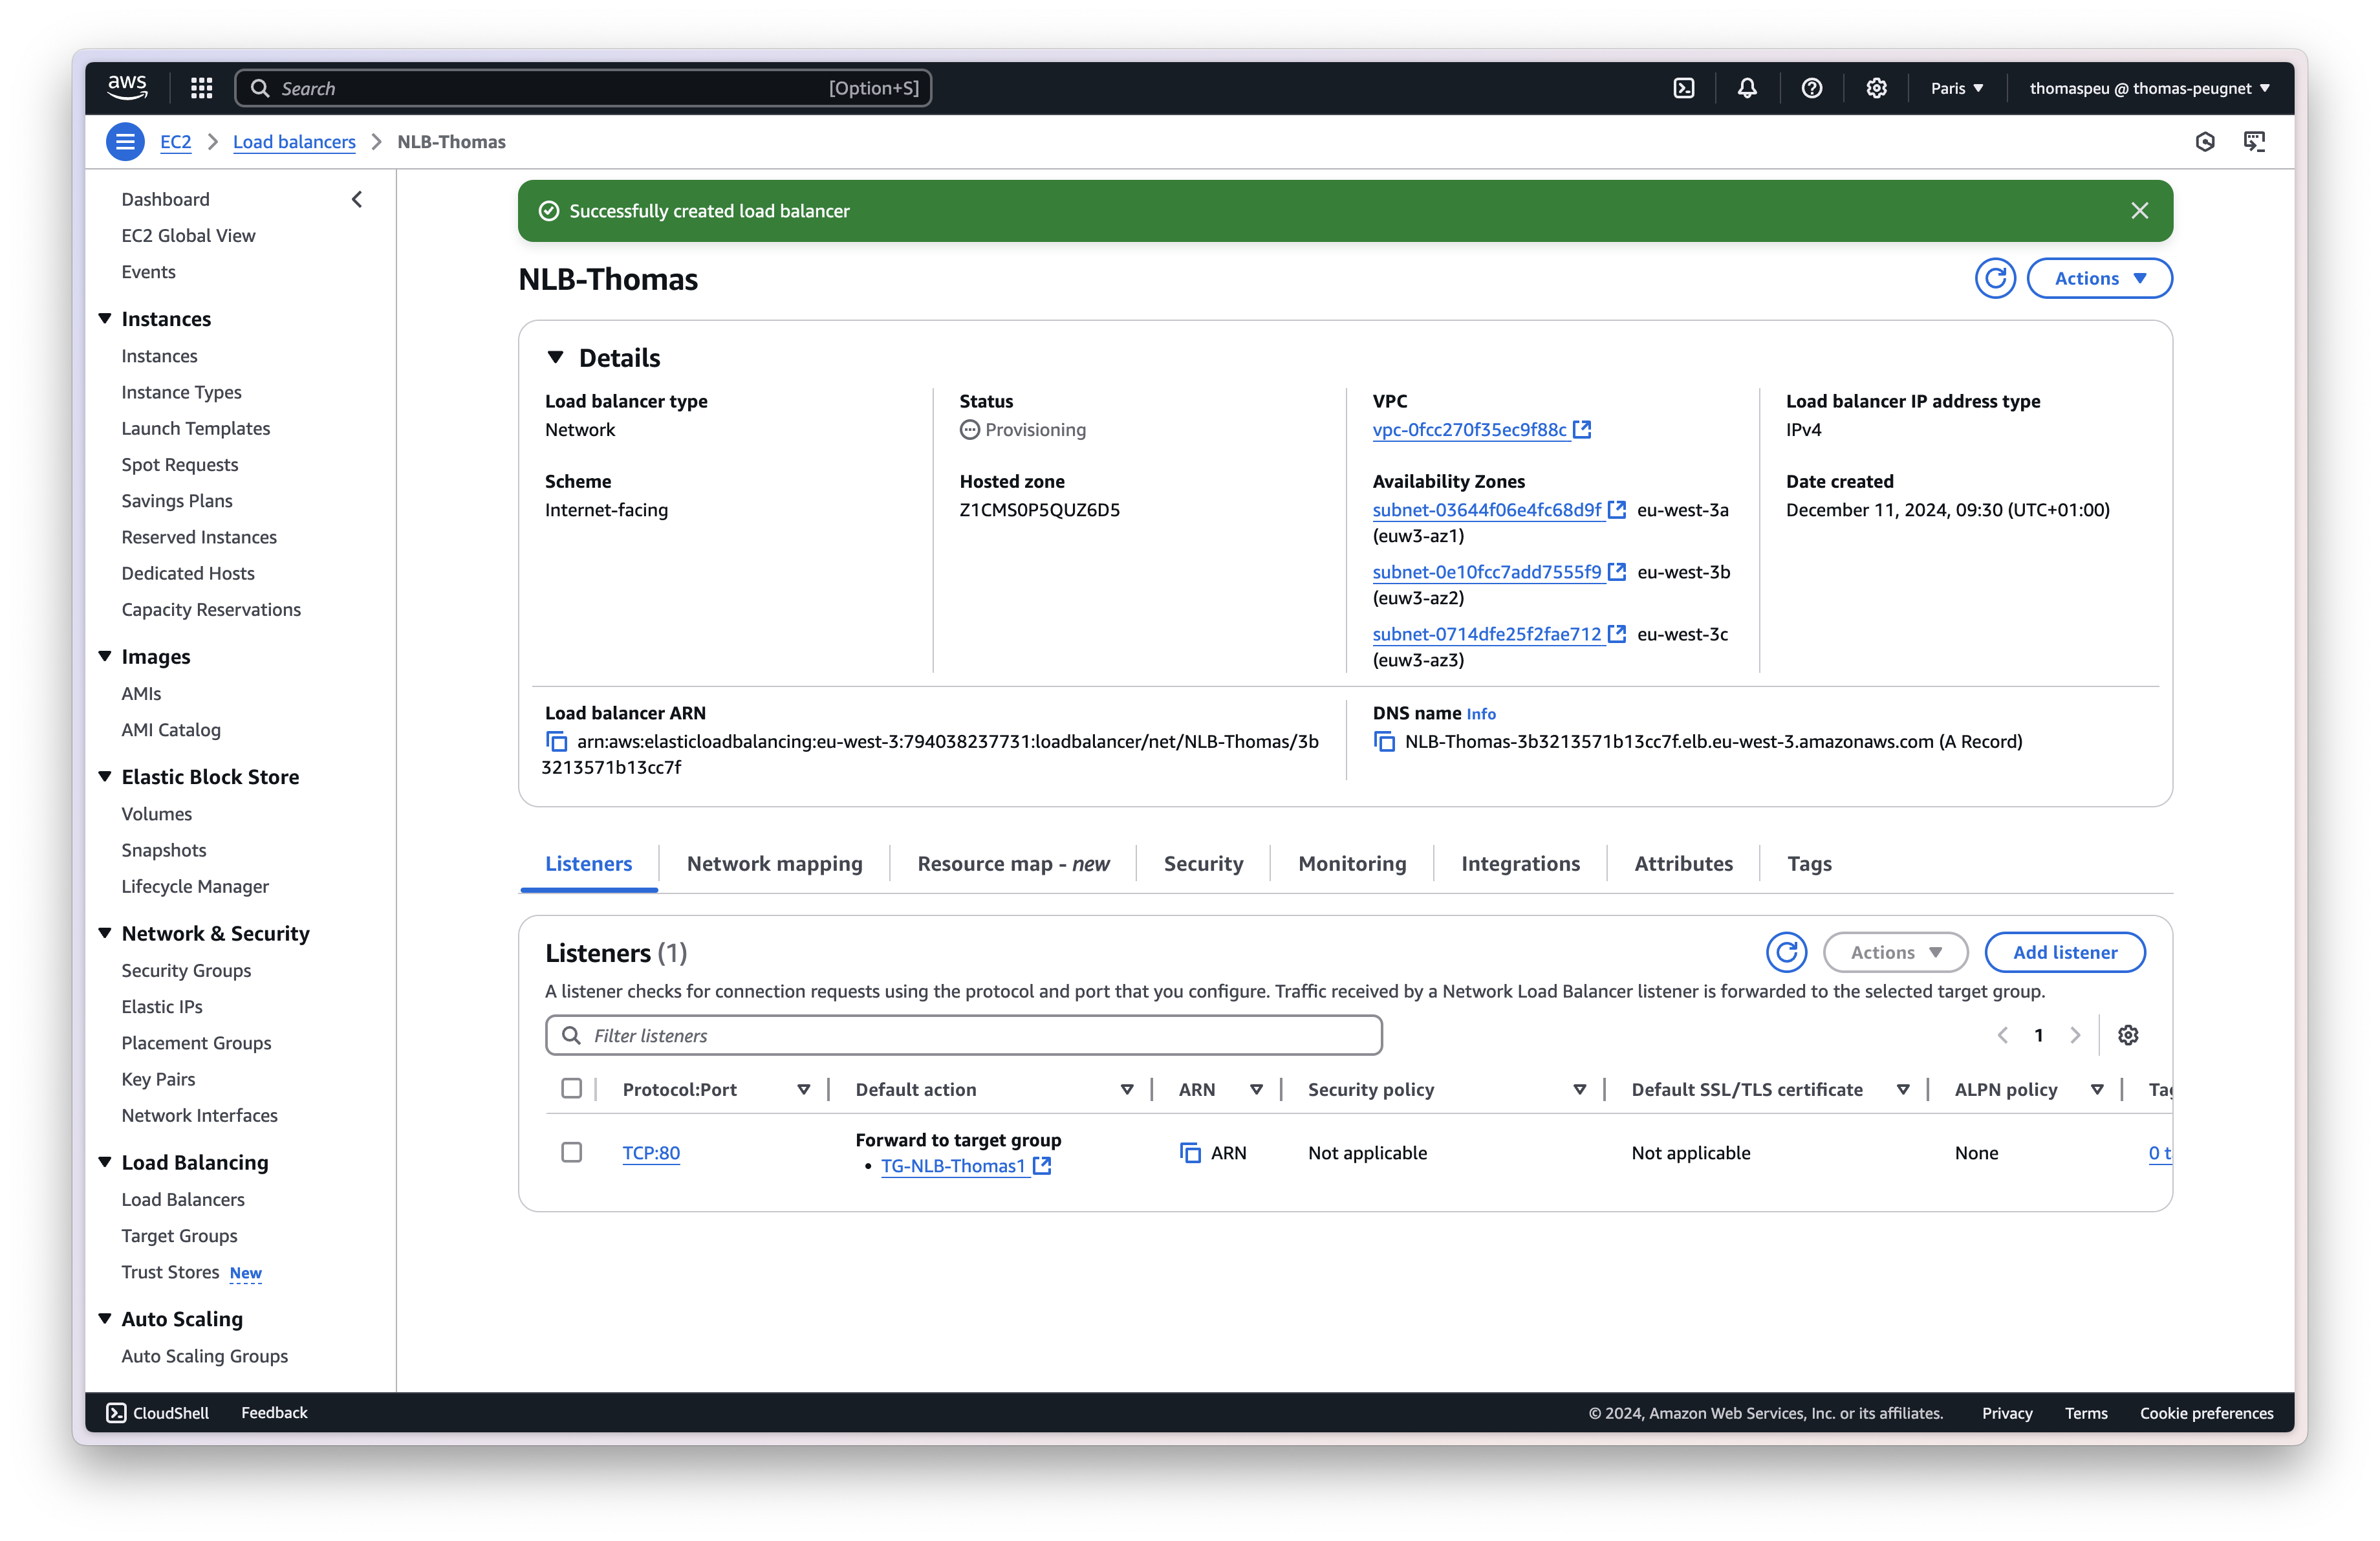 aws
Search [Option+S]
Paris
thomaspeu @ thomas-peugnet
EC2
Load balancers
NLB-Thomas
Dashboard
EC2 Global View
Events
Instances
Instances
Instance Types
Launch Templates
Spot Requests
Savings Plans
Reserved Instances
Dedicated Hosts
Capacity Reservations
Images
AMIs
AMI Catalog
Elastic Block Store
Volumes
Snapshots
Lifecycle Manager
Network & Security
Security Groups
Elastic IPs
Placement Groups
Key Pairs
Network Interfaces
Load Balancing
Load Balancers
Target Groups
Trust Stores New
Auto Scaling
Auto Scaling Groups
Successfully created load balancer
NLB-Thomas
Actions
Details
Load balancer type
Network
Scheme
Internet-facing
Status
Provisioning
Hosted zone
Z1CMS0P5QUZ6D5
VPC
vpc-0fcc270f35ec9f88c
Availability Zones
subnet-03644f06e4fc68d9f eu-west-3a
(euw3-az1)
subnet-0e10fcc7add7555f9 eu-west-3b
(euw3-az2)
subnet-0714dfe25f2fae712 eu-west-3c
(euw3-az3)
Load balancer IP address type
IPv4
Date created
December 11, 2024, 09:30 (UTC+01:00)
Load balancer ARN
arn:aws:elasticloadbalancing:eu-west-3:794038237731:loadbalancer/net/NLB-Thomas/3b
3213571b13cc7f
DNS name Info
NLB-Thomas-3b3213571b13cc7f.elb.eu-west-3.amazonaws.com (A Record)
Listeners
Network mapping
Resource map - new
Security
Monitoring
Integrations
Attributes
Tags
Listeners (1)
Actions
Add listener
A listener checks for connection requests using the protocol and port that you configure. Traffic received by a Network Load Balancer listener is forwarded to the selected target group.
Filter listeners
1
Protocol:Port
Default action
ARN
Security policy
Default SSL/TLS certificate
ALPN policy
TCP:80
Forward to target group
• TG-NLB-Thomas1
ARN
Not applicable
Not applicable
None
0
CloudShell
Feedback
© 2024, Amazon Web Services, Inc. or its affiliates.
Privacy
Terms
Cookie preferences